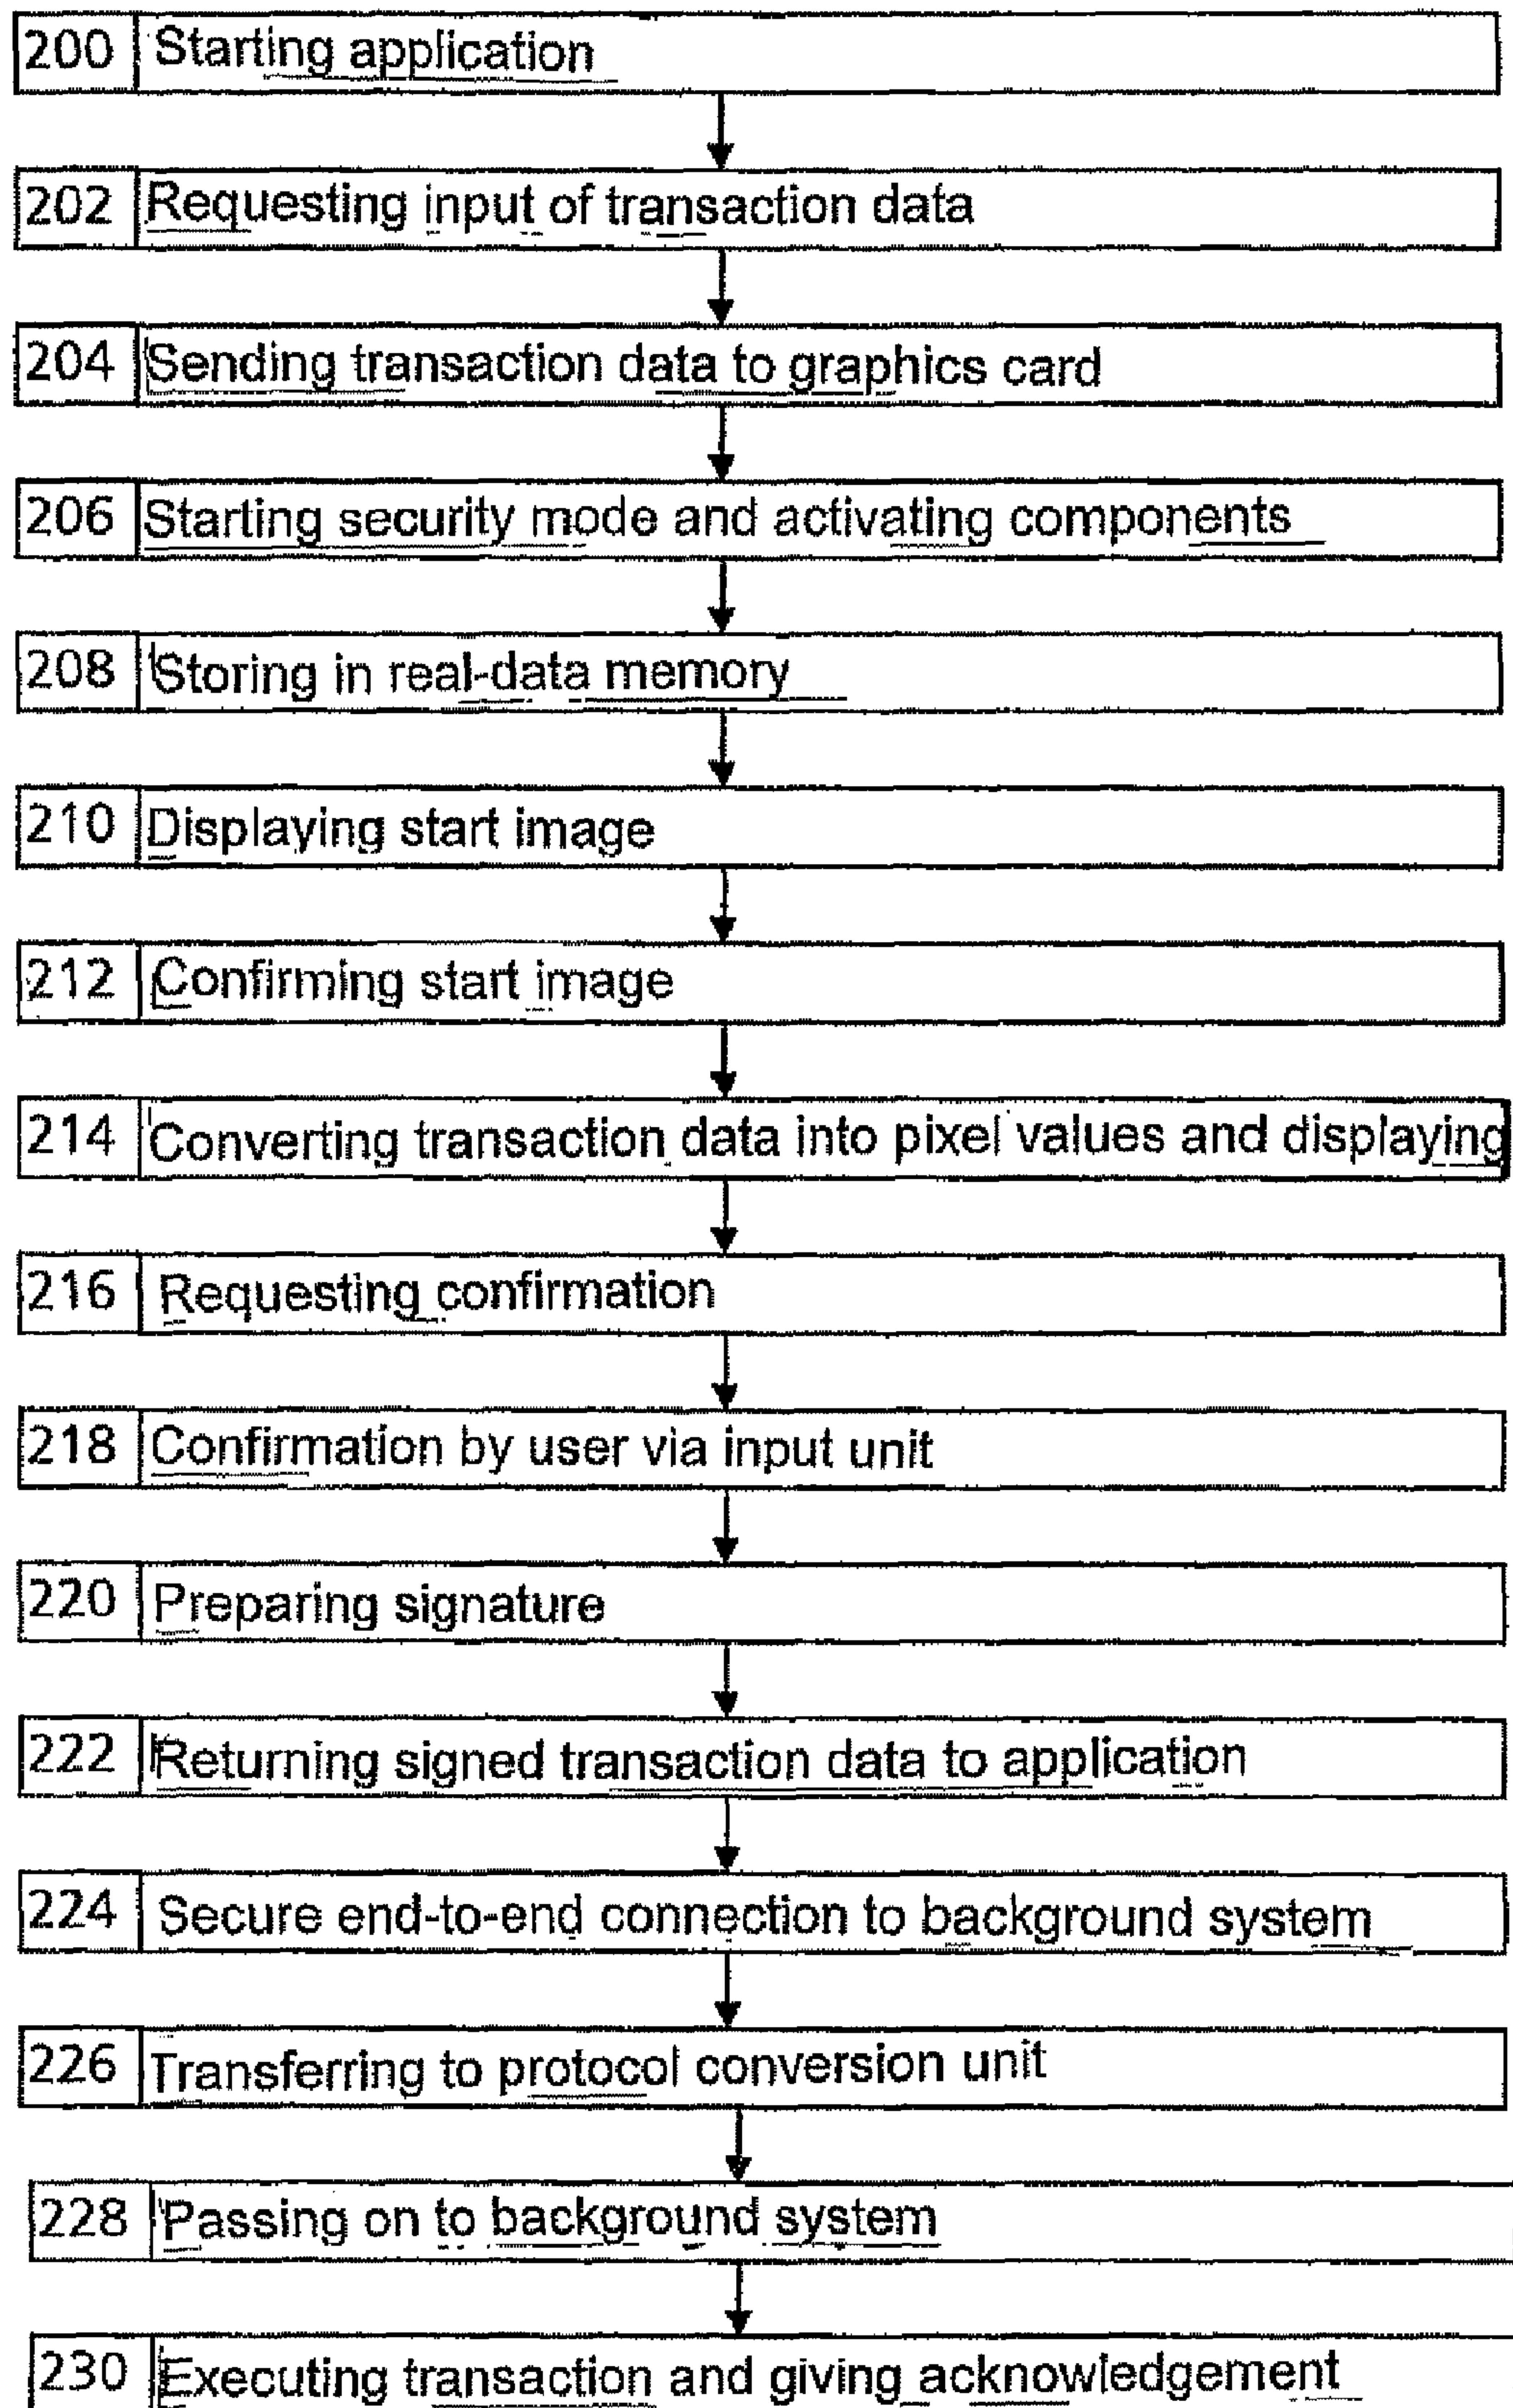 200 Starting application
202 Requesting input of transaction data
204 Sending transaction data to graphics card
206 Starting security mode and activating components
208 Storing in real-data memory
210 Displaying start image
212 Confirming start image
214 Converting transaction data into pixel values and displaying
216 Requesting confirmation
218 Confirmation by user via input unit
220 Preparing signature
222 Returning signed transaction data to application
224 Secure end-to-end connection to background system
226 Transferring to protocol conversion unit
228 Passing on to background system
230 Executing transaction and giving acknowledgement